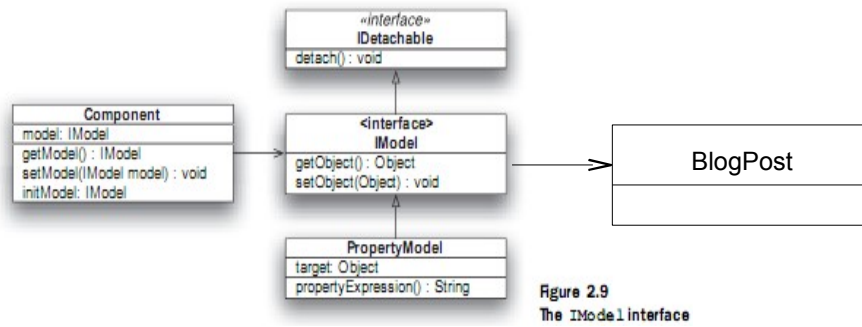 «interface»
IDetachable
detach() : void
Component
model: IModel
getModel() : IModel
setModel(IModel model) : void
initModel: IModel
<interface>
IModel
getObject() : Object
setObject(Object) : void
BlogPost
PropertyModel
target: Object
propertyExpression() : String
Figure 2.9
The IModel interface